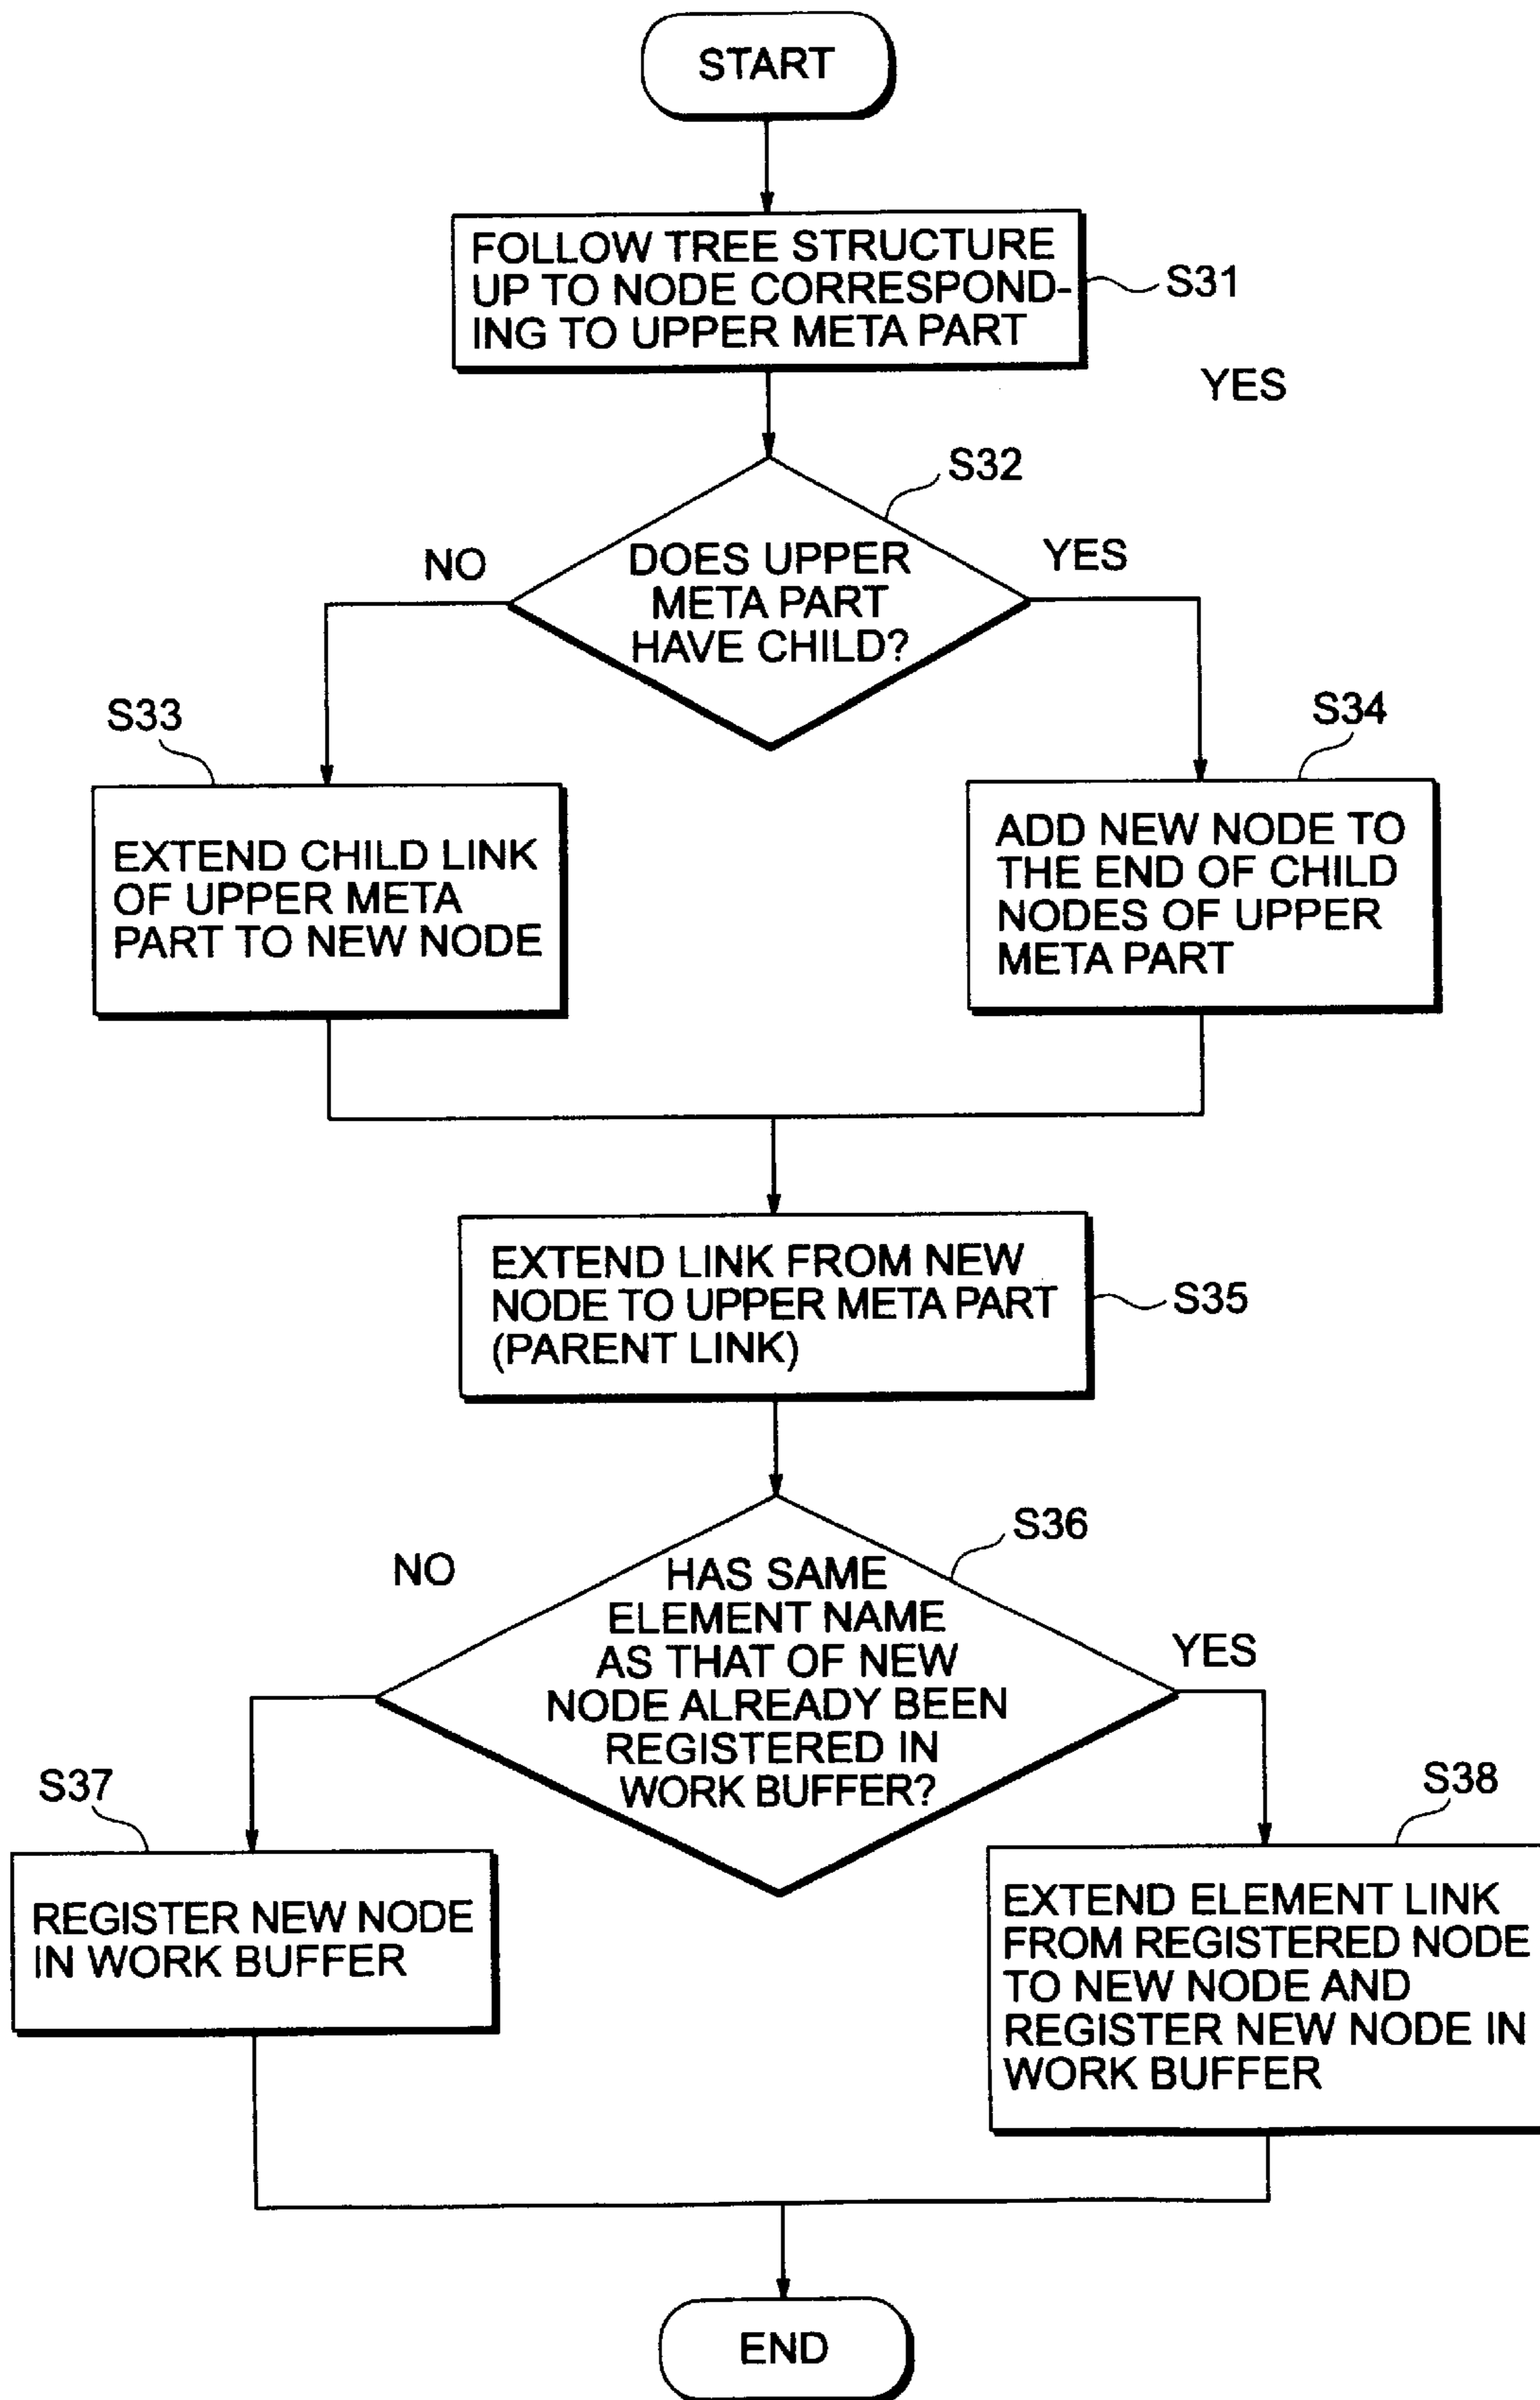 START
FOLLOW TREE STRUCTURE
UP TO NODE CORRESPOND-
ING TO UPPER META PART
S31
YES
S32
NO
DOES UPPER
META PART
HAVE CHILD?
YES
S33
EXTEND CHILD LINK
OF UPPER META
PART TO NEW NODE
S34
ADD NEW NODE TO
THE END OF CHILD
NODES OF UPPER
META PART
EXTEND LINK FROM NEW
NODE TO UPPER META PART
(PARENT LINK)
S35
S36
NO
HAS SAME
ELEMENT NAME
AS THAT OF NEW
NODE ALREADY BEEN
REGISTERED IN
WORK BUFFER?
YES
S37
REGISTER NEW NODE
IN WORK BUFFER
S38
EXTEND ELEMENT LINK
FROM REGISTERED NODE
TO NEW NODE AND
REGISTER NEW NODE IN
WORK BUFFER
END